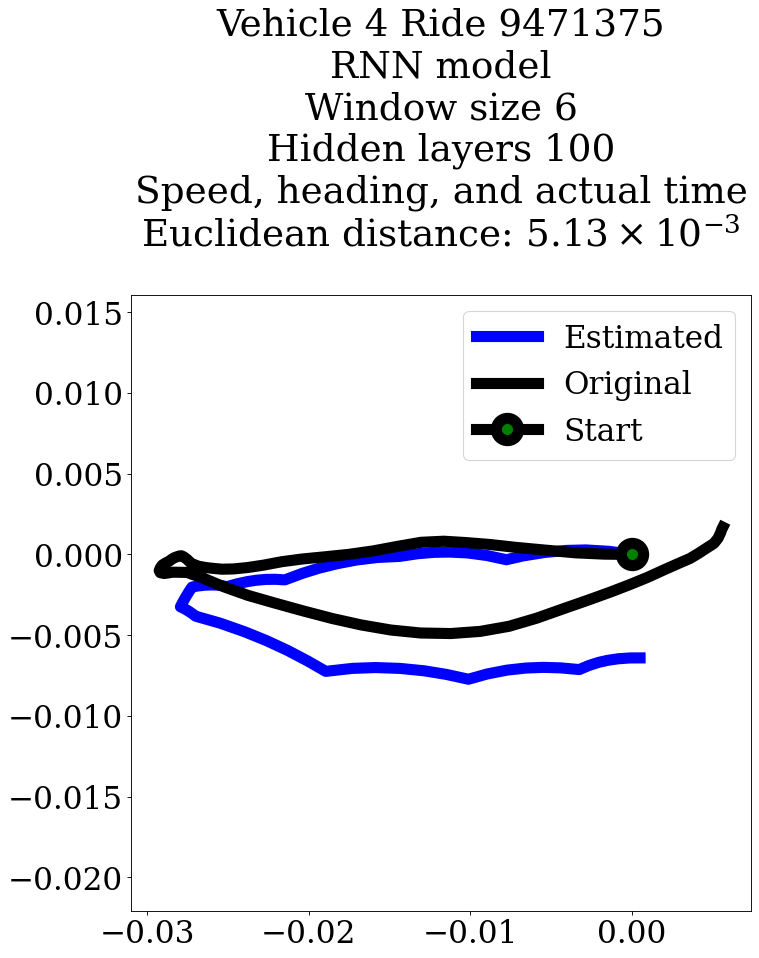 Vehicle 4 Ride 9471375
RNN model
Window size 6
Hidden layers 100
Speed, heading, and actual time
Euclidean distance: 5.13 × 10⁻³
Estimated
Original
Start
0.015
0.010
0.005
0.000
−0.005
−0.010
−0.015
−0.020
−0.03 −0.02 −0.01 0.00